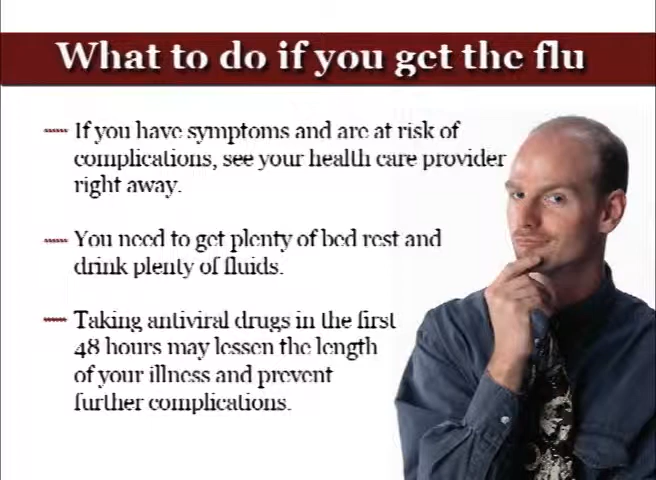 What to do if you get the flu
If you have symptoms and are at risk of
complications, see your health care provider
right away.
You need to get plenty of bed rest and
drink plenty of fluids.
Taking antiviral drugs in the first
48 hours may lessen the length
of your illness and prevent
further complications.